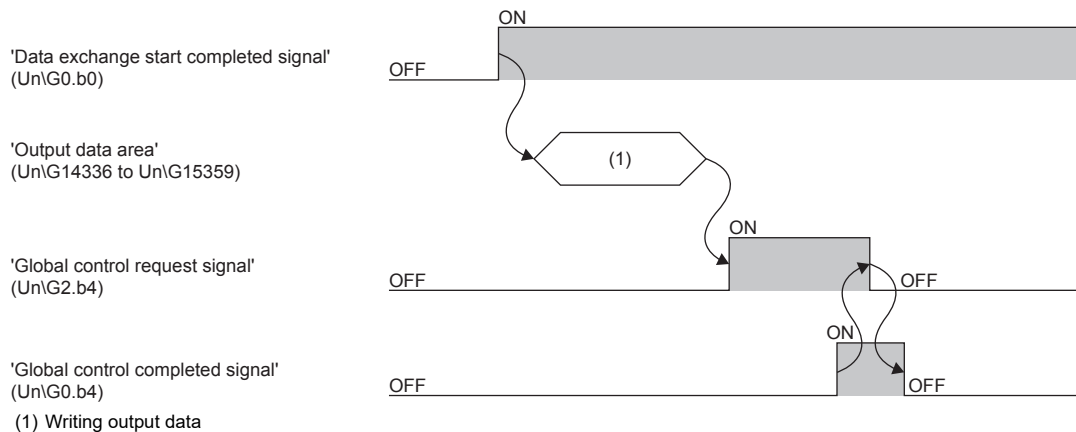 ON
'Data exchange start completed signal'
(Un\G0.b0)
OFF
'Output data area'
(Un\G14336 to Un\G15359)
(1)
ON
'Global control request signal'
(Un\G2.b4)
OFF
OFF
ON
'Global control completed signal'
(Un\G0.b4)
OFF
OFF
(1) Writing output data